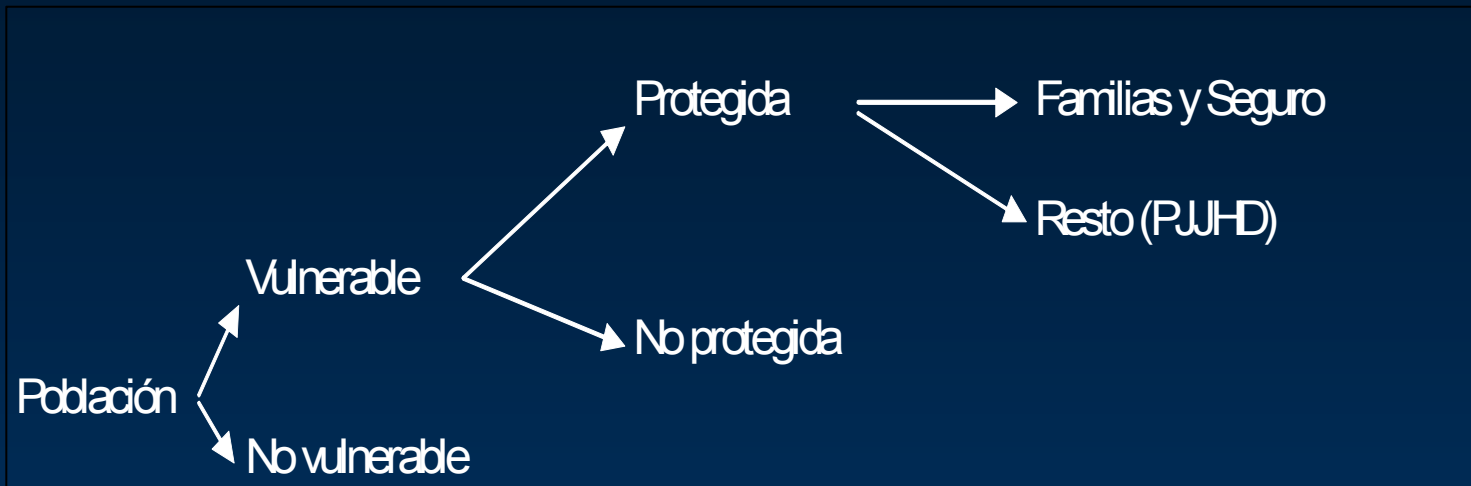 Protegida
Familias y Seguro
Resto (PJJHD)
Vulnerable
No protegida
Población
No vulnerable